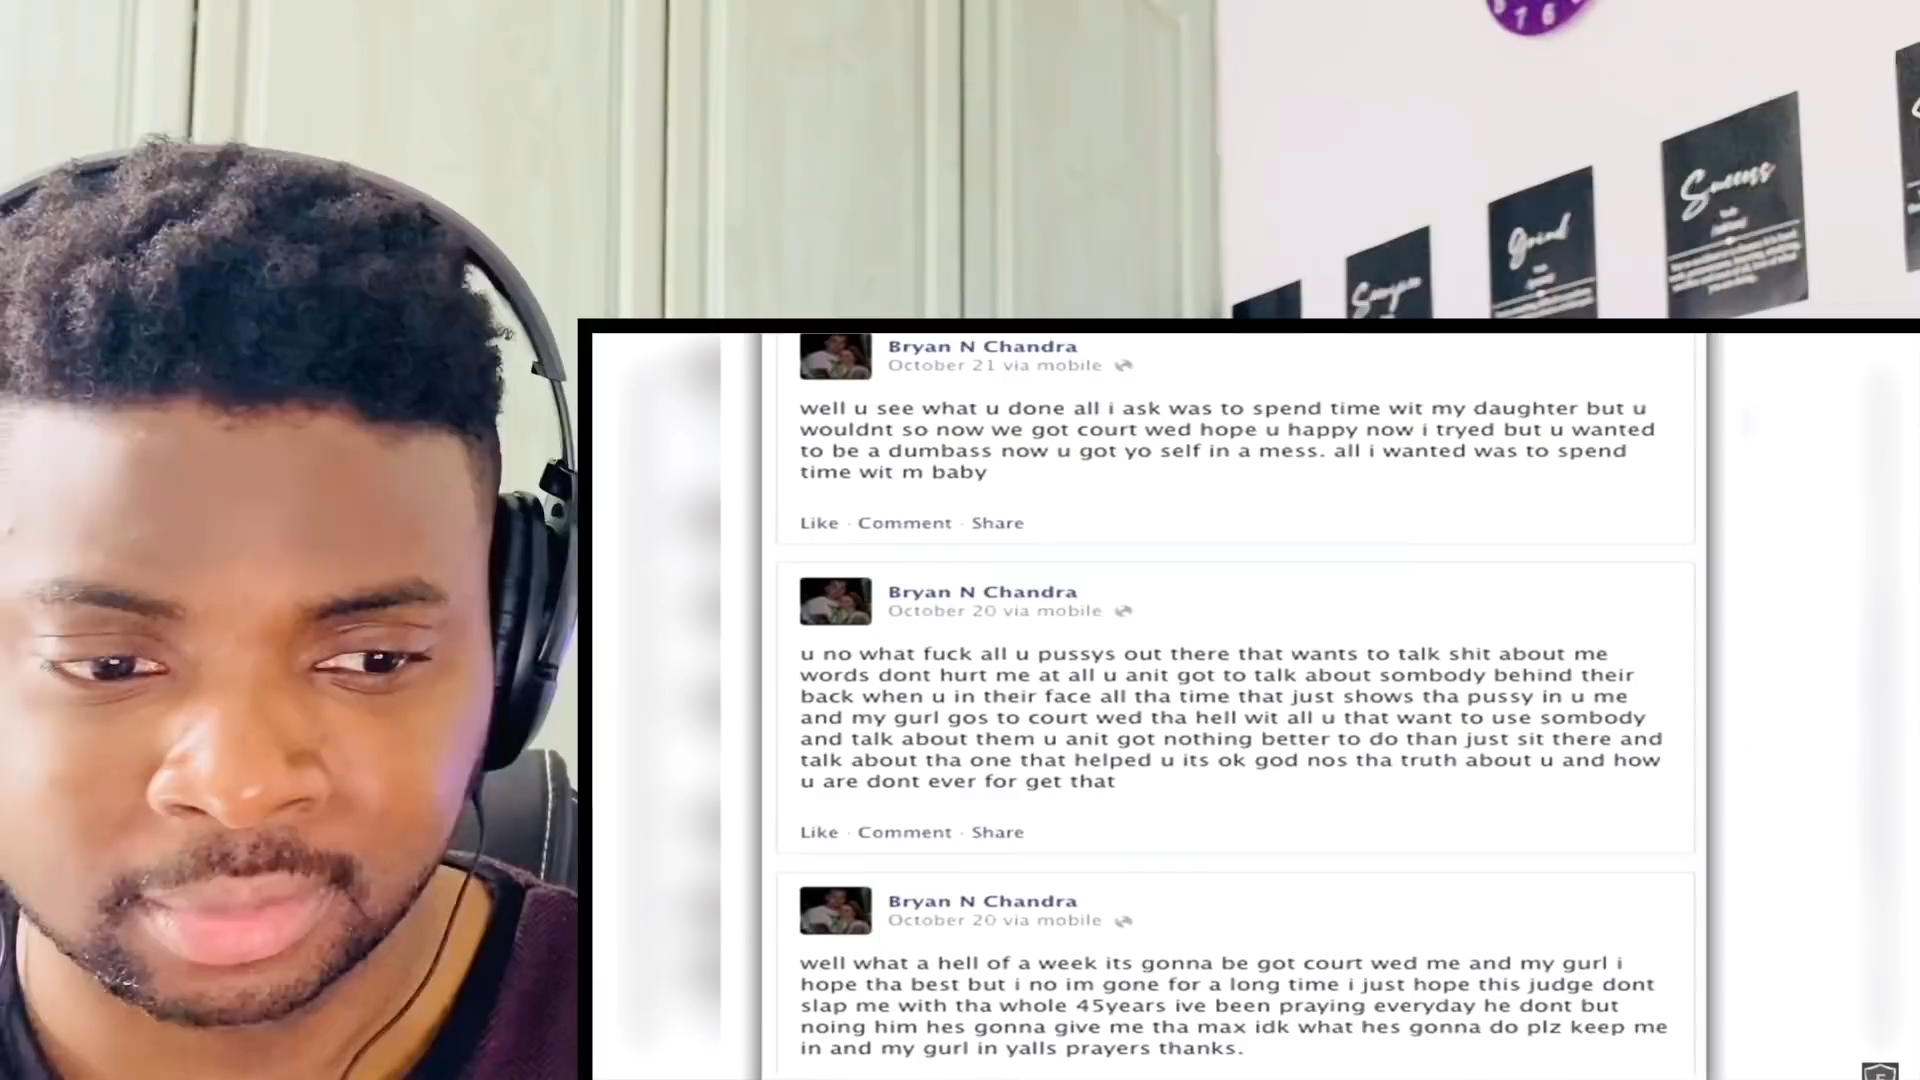 7 6
Success
Grind
Bryan N Chandra
October 21 via mobile
well u see what u done all i ask was to spend time wit my daughter but u
wouldnt so now we got court wed hope u happy now i tryed but u wanted
to be a dumbass now u got yo self in a mess. all i wanted was to spend
time wit m baby
Like · Comment · Share
Bryan N Chandra
October 20 via mobile
u no what fuck all u pussys out there that wants to talk shit about me
words dont hurt me at all u anit got to talk about sombody behind their
back when u in their face all tha time that just shows tha pussy in u me
and my gurl gos to court wed tha hell wit all u that want to use sombody
and talk about them u anit got nothing better to do than just sit there and
talk about tha one that helped u its ok god nos tha truth about u and how
u are dont ever for get that
Like · Comment · Share
Bryan N Chandra
October 20 via mobile
well what a hell of a week its gonna be got court wed me and my gurl i
hope tha best but i no im gone for a long time i just hope this judge dont
slap me with tha whole 45years ive been praying everyday he dont but
noing him hes gonna give me tha max idk what hes gonna do plz keep me
in and my gurl in yalls prayers thanks.